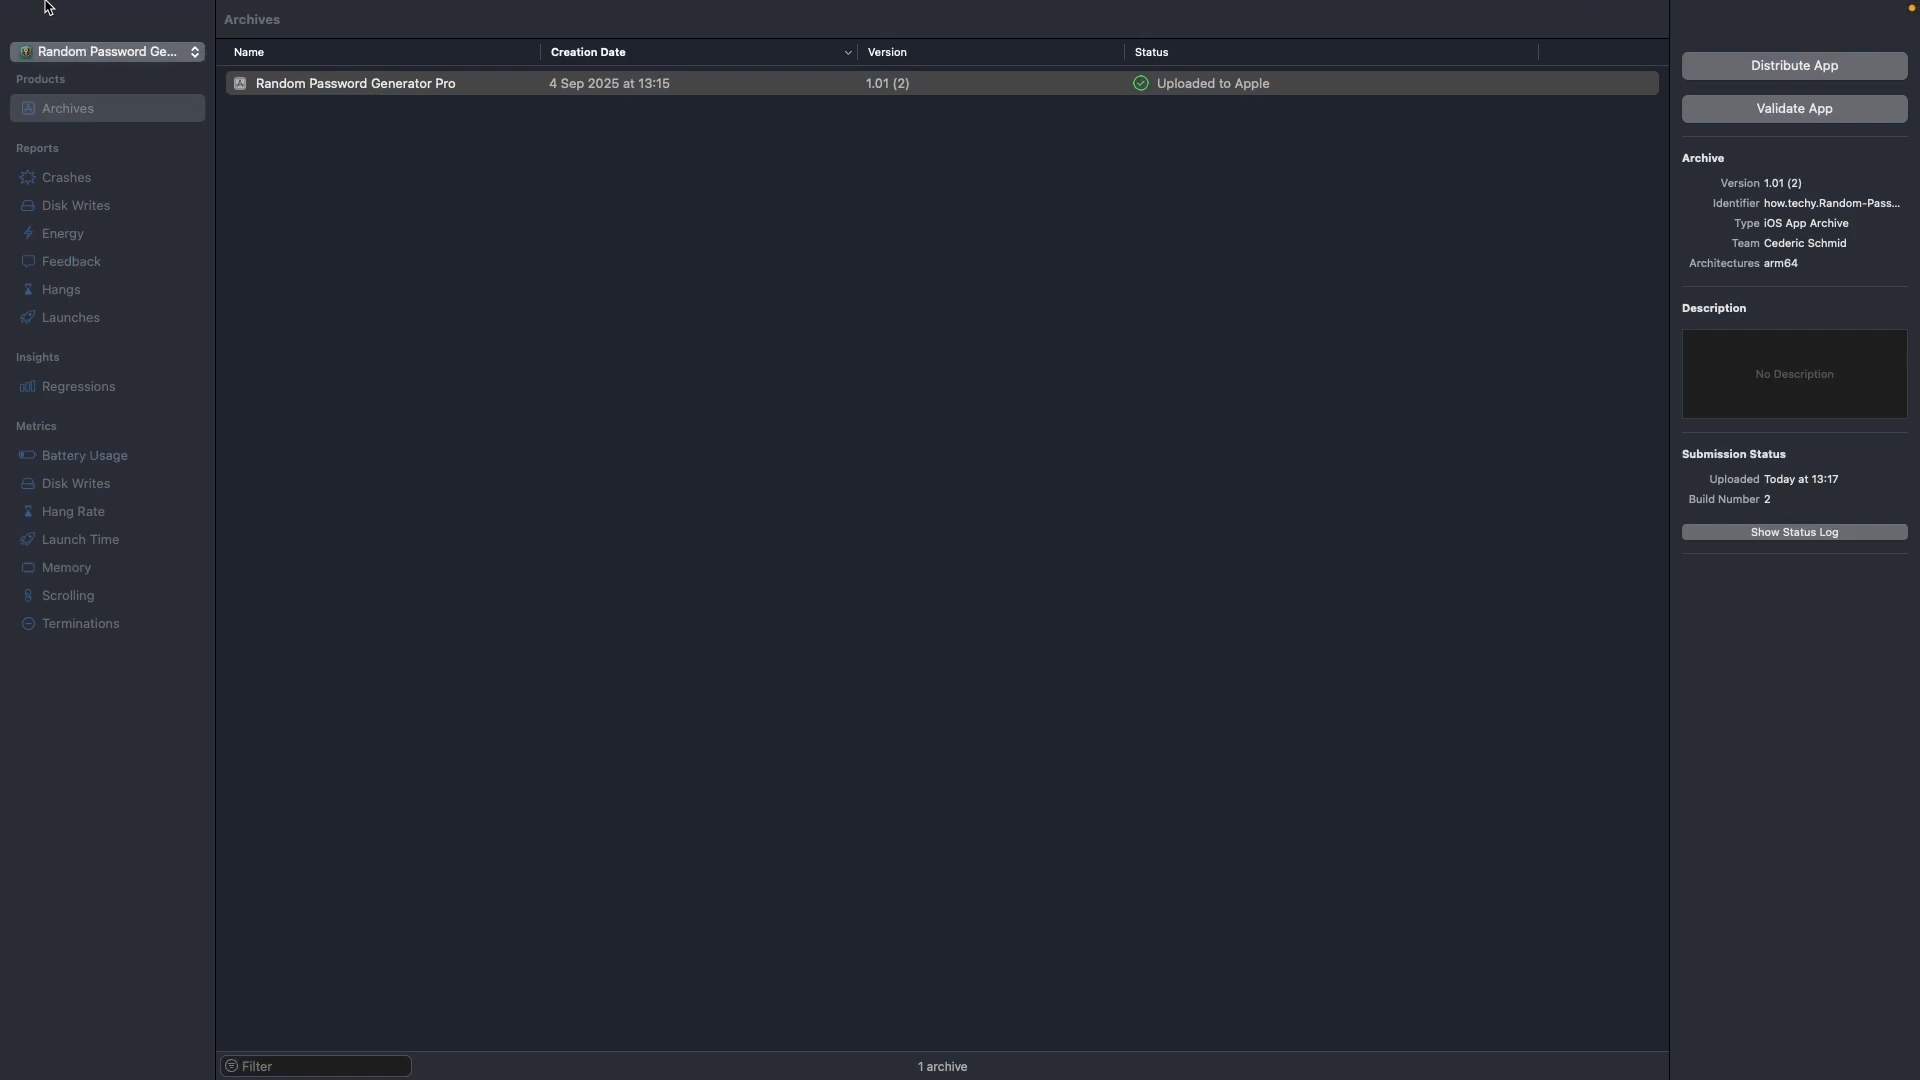 Random Password Ge...
Products
Archives
Reports
Crashes
Disk Writes
Energy
Feedback
Hangs
Launches
Insights
Regressions
Metrics
Battery Usage
Disk Writes
Hang Rate
Launch Time
Memory
Scrolling
Terminations
Archives
Name Creation Date Version Status
Random Password Generator Pro 4 Sep 2025 at 13:15 1.01 (2) Uploaded to Apple
Filter
1 archive
Distribute App
Validate App
Archive
Version 1.01 (2)
Identifier how.techy.Random-Pass...
Type iOS App Archive
Team Cederic Schmid
Architectures arm64
Description
No Description
Submission Status
Uploaded Today at 13:17
Build Number 2
Show Status Log